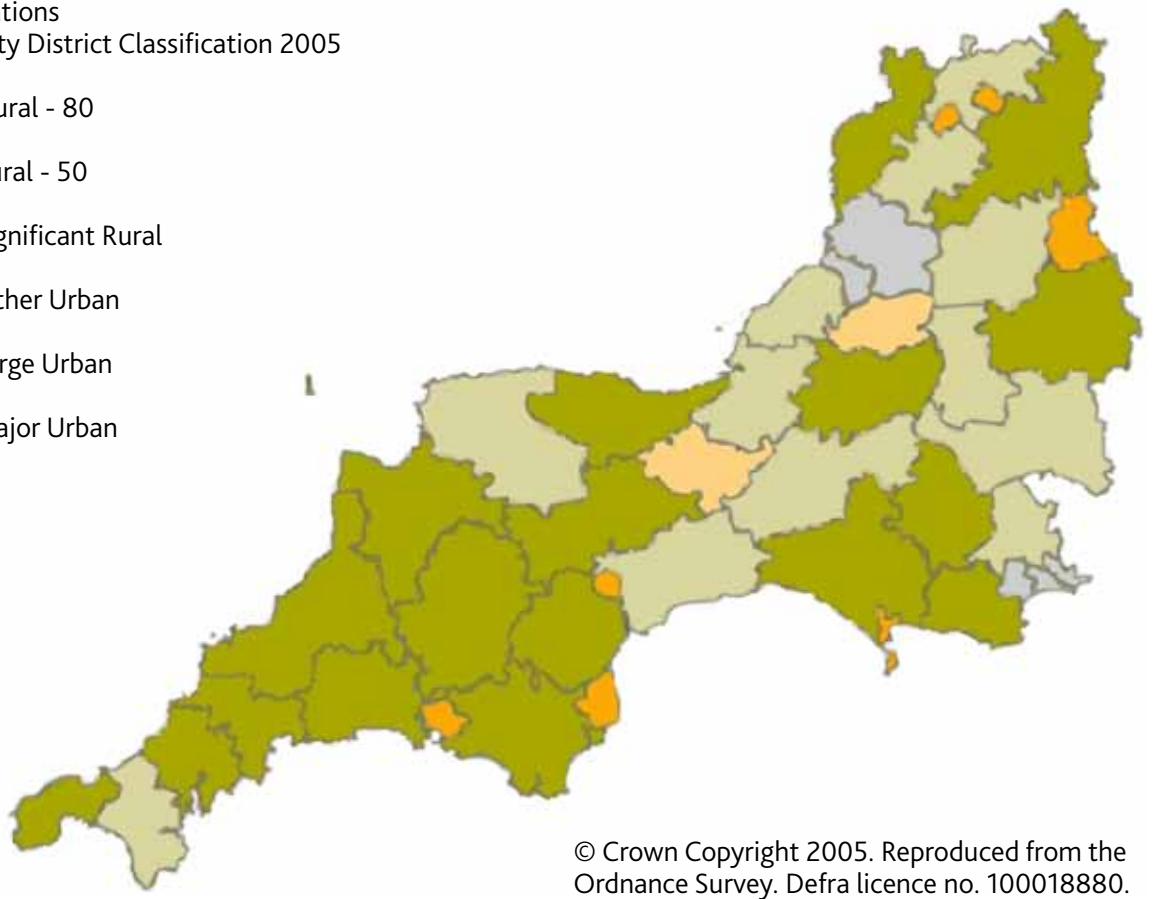 tions
ty District Classification 2005
ural - 80
ral - 50
gnificant Rural
ther Urban
rge Urban
ajor Urban
© Crown Copyright 2005. Reproduced from the
Ordnance Survey. Defra licence no. 100018880.